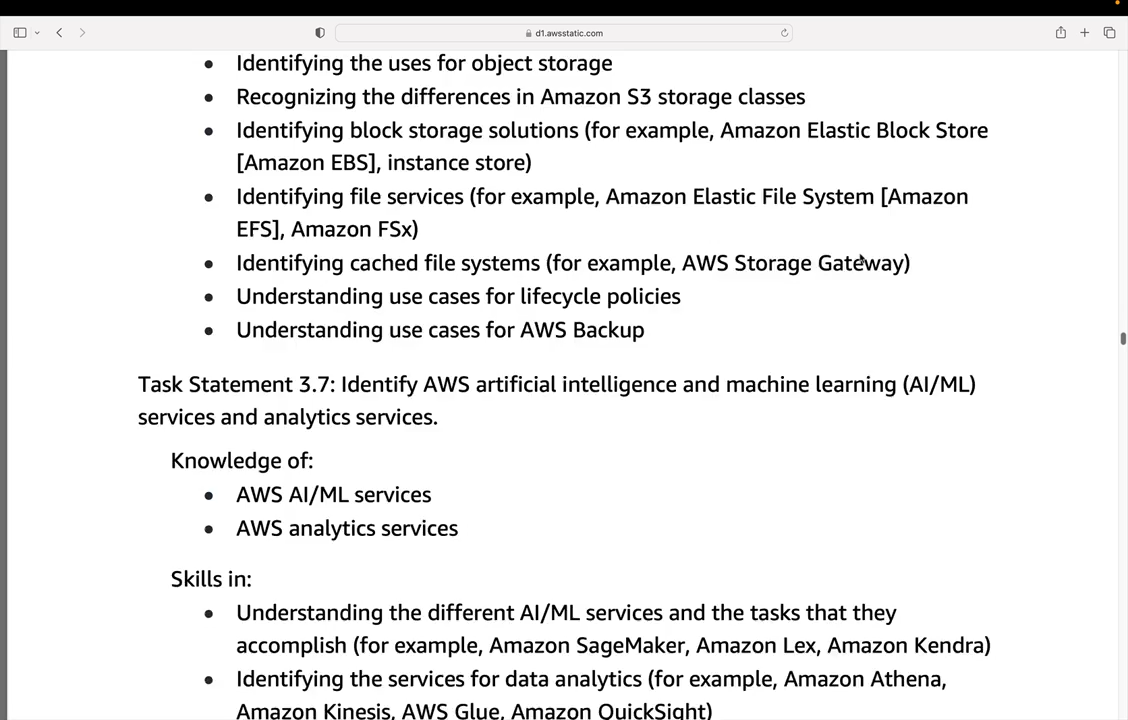 d1.awsstatic.com
• Identifying the uses for object storage
• Recognizing the differences in Amazon S3 storage classes
• Identifying block storage solutions (for example, Amazon Elastic Block Store
[Amazon EBS], instance store)
• Identifying file services (for example, Amazon Elastic File System [Amazon
EFS], Amazon FSx)
• Identifying cached file systems (for example, AWS Storage Gateway)
• Understanding use cases for lifecycle policies
• Understanding use cases for AWS Backup
Task Statement 3.7: Identify AWS artificial intelligence and machine learning (AI/ML)
services and analytics services.
Knowledge of:
• AWS AI/ML services
• AWS analytics services
Skills in:
• Understanding the different AI/ML services and the tasks that they
accomplish (for example, Amazon SageMaker, Amazon Lex, Amazon Kendra)
• Identifying the services for data analytics (for example, Amazon Athena,
Amazon Kinesis, AWS Glue, Amazon QuickSight)